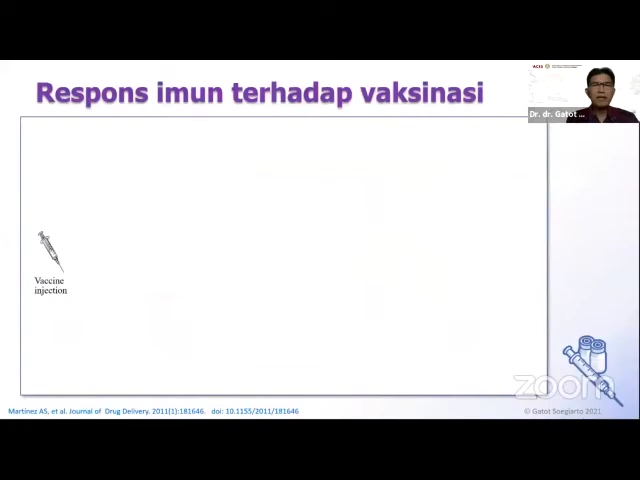 Respons imun terhadap vaksinasi
Dr. dr. Gatot ...
Vaccine
injection
zoom
Martinez AS, et al. Journal of Drug Delivery. 2011(1):181646. doi: 10.1155/2011/181646
© Gatot Soegiarto 2021